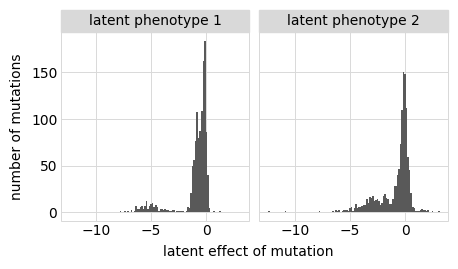 latent phenotype 1
latent phenotype 2
number of mutations
150
100
50
0
−10 −5 0
−10 −5 0
latent effect of mutation